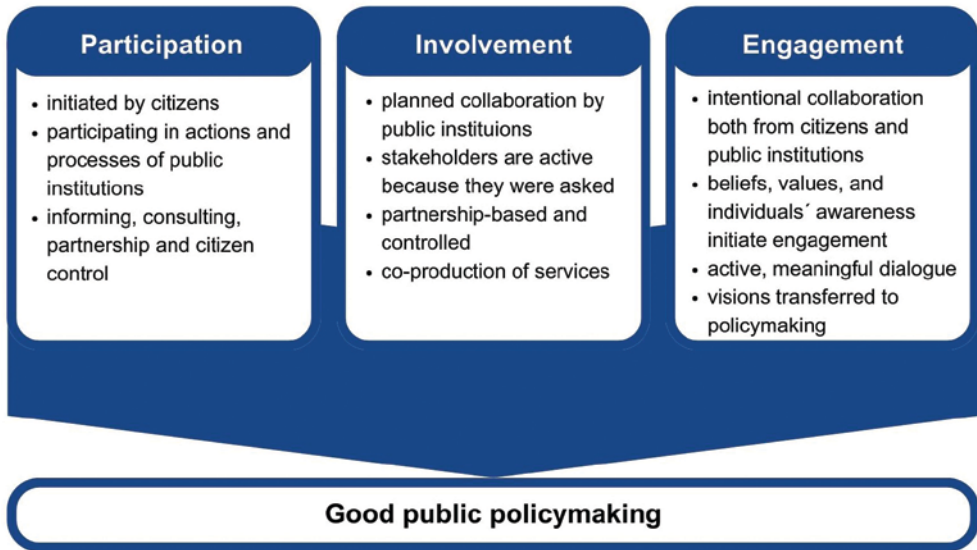 Participation
• initiated by citizens
• participating in actions and
processes of public
institutions
• informing, consulting,
partnership and citizen
control
Involvement
• planned collaboration by
public instituions
• stakeholders are active
because they were asked
• partnership-based and
controlled
• co-production of services
Engagement
• intentional collaboration
both from citizens and
public institutions
• beliefs, values, and
individuals´ awareness
initiate engagement
• active, meaningful dialogue
• visions transferred to
policymaking
Good public policymaking